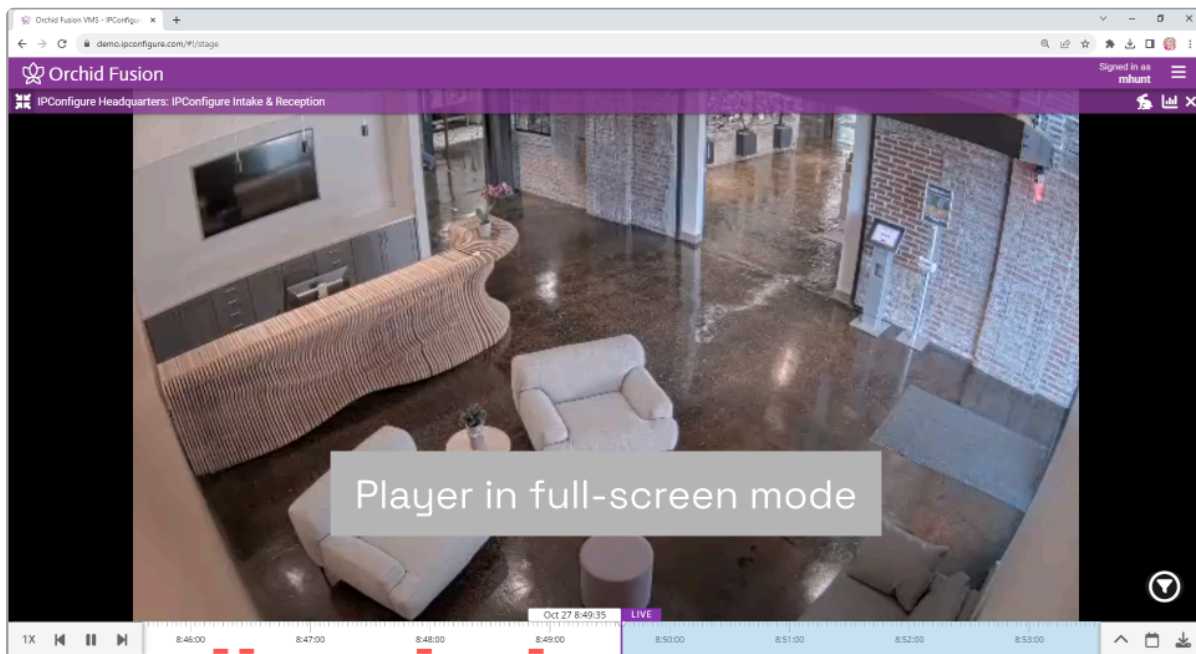 Orchid Fusion VMS - IPConfigur
demo.ipconfigure.com/#!/stage
Orchid Fusion
Signed in as
mhunt
IPConfigure Headquarters: IPConfigure Intake & Reception
Player in full-screen mode
Oct 27 8:49:35 LIVE
1X 8:46:00 8:47:00 8:48:00 8:49:00 8:50:00 8:51:00 8:52:00 8:53:00